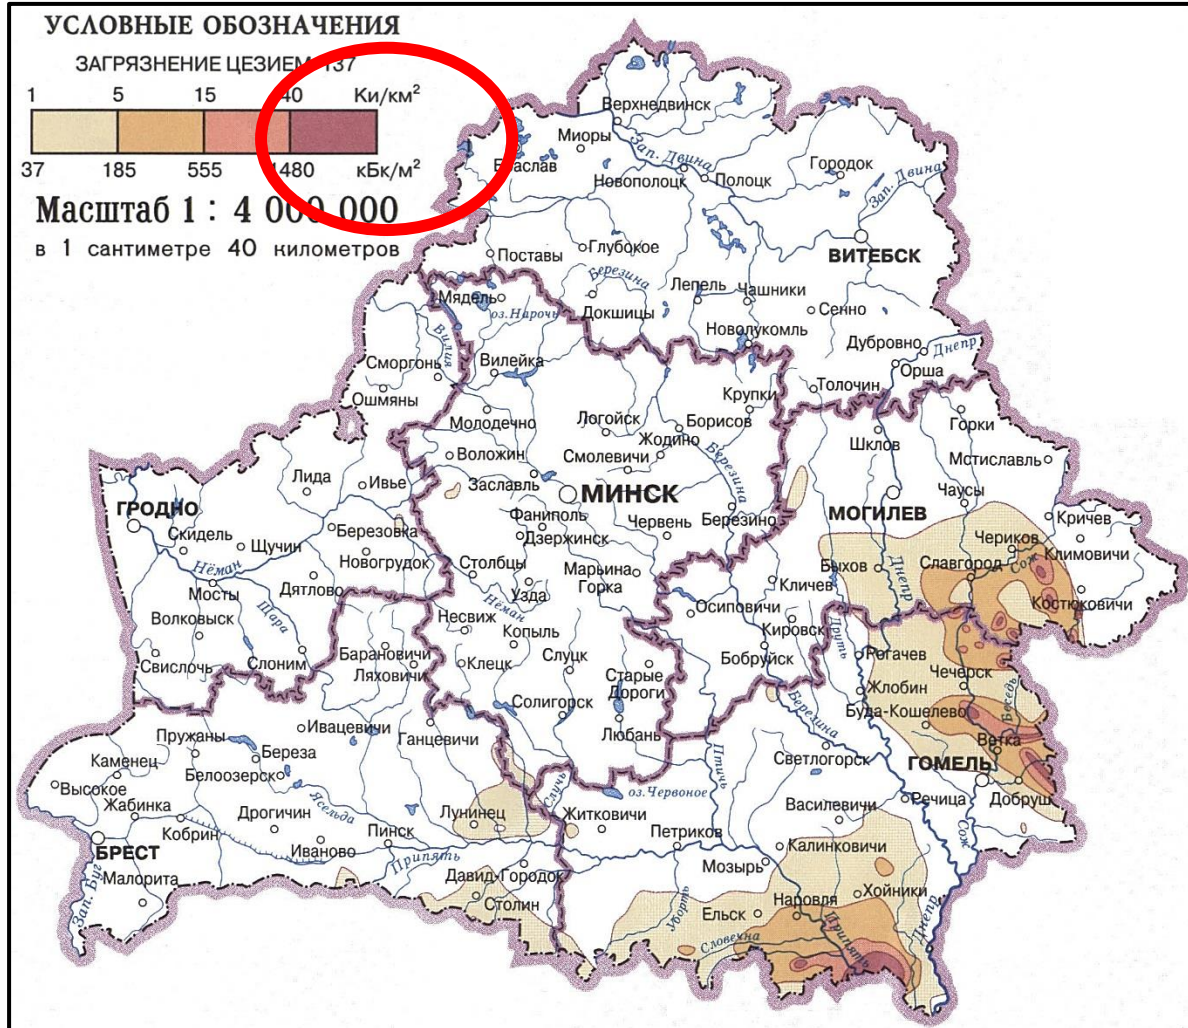 УСЛОВНЫЕ ОБОЗНАЧЕНИЯ
ЗАГРЯЗНЕНИЕ ЦЕЗИЕМ 137
1 5 15 40 Ки/км²
37 185 555 1480 кБк/м²
Масштаб 1 : 4 000 000
в 1 сантиметре 40 километров
Верхнедвинск
Миоры
Зап. Двина
Браслав
Новополоцк
Полоцк
Городок
Зап. Двина
ВИТЕБСК
Поставы
Глубокое
Березина
Лепель
Чашники
Сенно
Мядель
оз.Нарочь
Докшицы
Новолукомль
Дубровно
Днепр
Орша
Вилия
Сморгонь
Вилейка
Толочин
Ошмяны
Крупки
Молодечно
Логойск
Борисов
Горки
Жодино
Шклов
Воложин
Смолевичи
Березина
Мстиславль
Лида
Ивье
Заславль
МИНСК
Чаусы
ГРОДНО
Фаниполь
Березино
МОГИЛЕВ
Кричев
Скидель
Березовка
Дзержинск
Червень
Чериков
Климовичи
Щучин
Новогрудок
Столбцы
Марьина
Горка
Быхов
Славгород
Сож
Нёман
Мосты
Дятлово
Узда
Кличев
Днепр
Костюковичи
Щара
Нёман
Несвиж
Осиповичи
Волковыск
Копыль
Кировск
Друть
Свислочь
Слоним
Барановичи
Ляховичи
Клецк
Слуцк
Бобруйск
Рогачев
Старые
Дороги
Чечерск
Жлобин
Беседь
Солигорск
Березина
Буда-Кошелево
Ивацевичи
Ганцевичи
Любань
Пружаны
Береза
Птичь
Светлогорск
Ветка
Каменец
Белоозерск
ГОМЕЛЬ
Высокое
Случь
оз.Червоное
Речица
Добруш
Жабинка
Ясельда
Василевичи
Дрогичин
Лунинец
Житковичи
Кобрин
Пинск
Петриков
Сож
БРЕСТ
Иваново
Припять
Калинковичи
Мозырь
Малорита
Давид-Городок
Хойники
Зап. Буг
Столин
Уборть
Ельск
Наровля
Днепр
Словечна
Припять